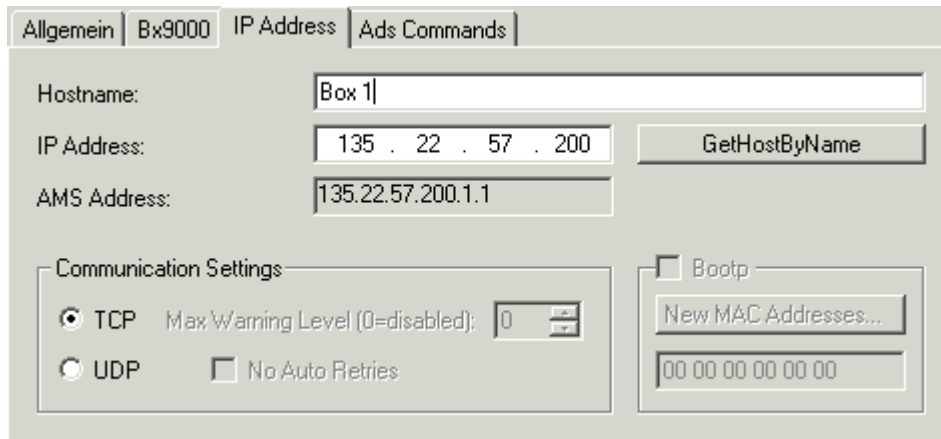 Allgemein Bx9000 IP Address Ads Commands
Hostname: Box 1
IP Address: 135 . 22 . 57 . 200 GetHostByName
AMS Address: 135.22.57.200.1.1
Communication Settings Bootp
TCP Max Warning Level (0=disabled): 0 New MAC Addresses...
UDP No Auto Retries 00 00 00 00 00 00